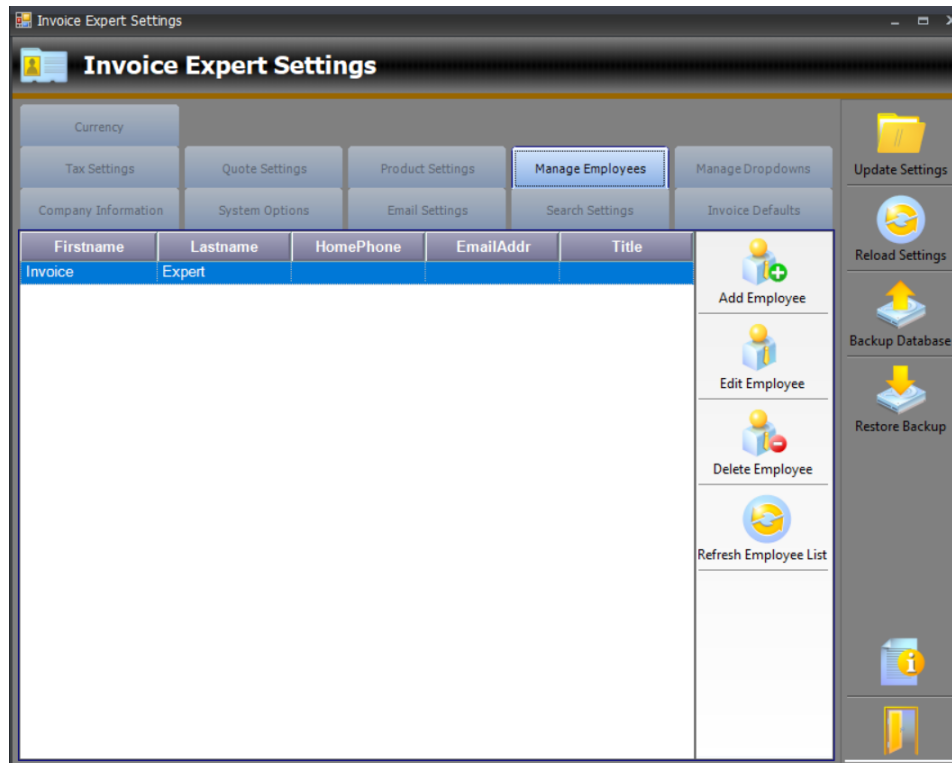 Invoice Expert Settings
Invoice Expert Settings
Currency
Tax Settings Quote Settings Product Settings Manage Employees Manage Dropdowns
Company Information System Options Email Settings Search Settings Invoice Defaults
Firstname Lastname HomePhone EmailAddr Title
Invoice Expert
Add Employee
Edit Employee
Delete Employee
Refresh Employee List
Update Settings
Reload Settings
Backup Database
Restore Backup